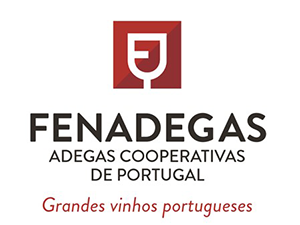 FENADEGAS
ADEGAS COOPERATIVAS
DE PORTUGAL
Grandes vinhos portugueses